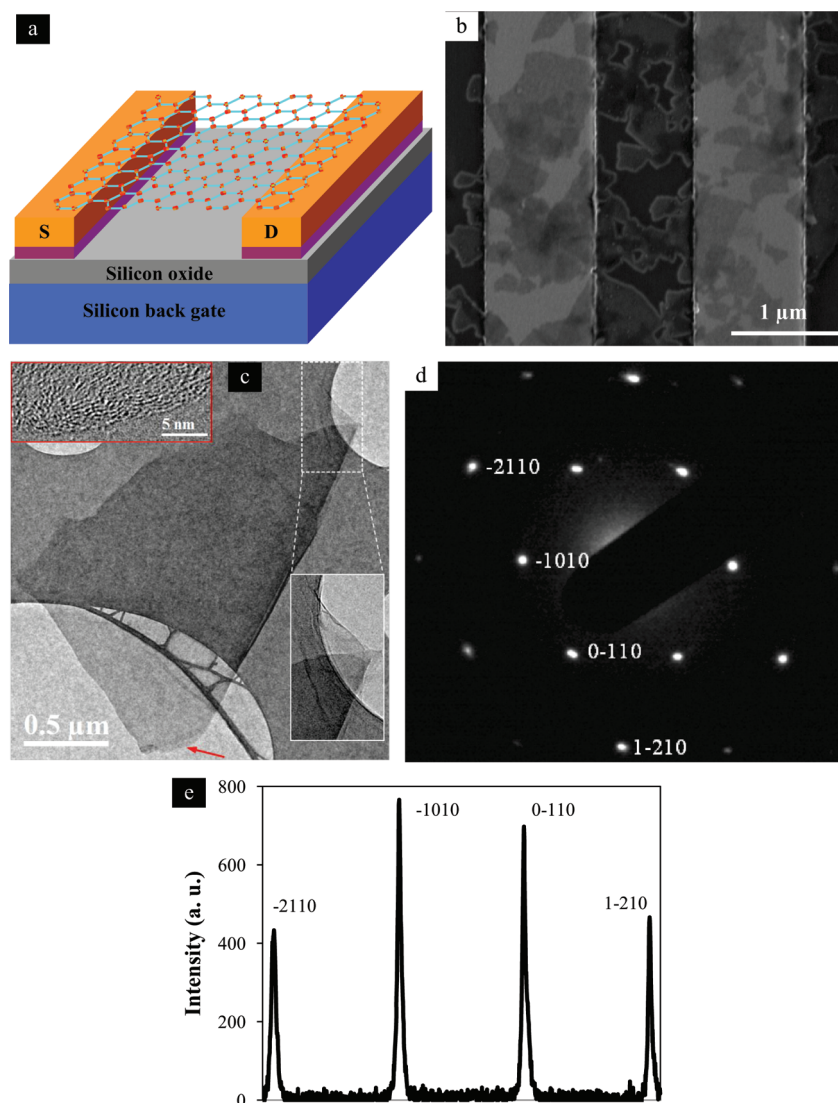 a
S
D
Silicon oxide
Silicon back gate
b
1 µm
c
5 nm
0.5 µm
d
-2110
-1010
0-110
1-210
e
800
600
400
200
0
Intensity (a. u.)
-2110
-1010
0-110
1-210